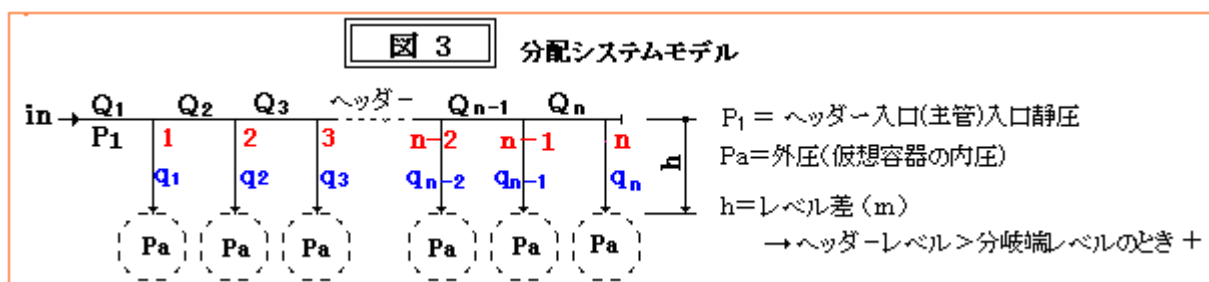 図 3 分配システムモデル
in Q1 Q2 Q3 ヘッダー Qn-1 Qn
P1 1 2 3 n-2 n-1 n h
q1 q2 q3 qn-2 qn-1 qn
Pa Pa Pa Pa Pa Pa
P1 = ヘッダー入口(主管)入口静圧
Pa=外圧(仮想容器の内圧)
h=レベル差(m)
→ヘッダーレベル>分岐端レベルのとき+